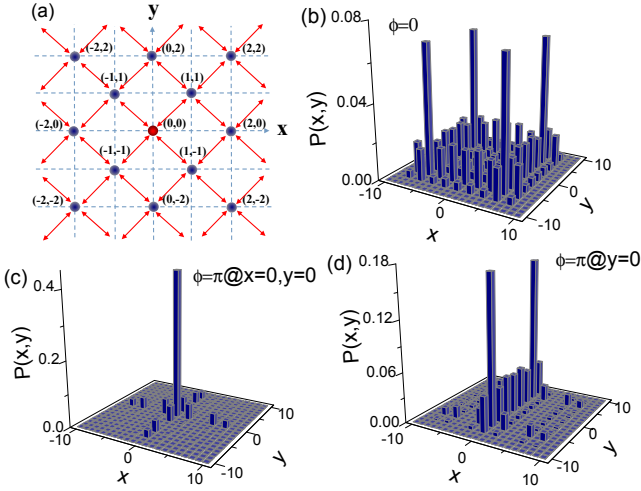 (a)
y
(-2,2) (0,2) (2,2)
(-1,1) (1,1)
(-2,0) (0,0) (2,0) x
(-1,-1) (1,-1)
(-2,-2) (0,-2) (2,-2)
(b)
ϕ=0
P(x,y)
0.08
0.04
0.00
-10
0
10
x
-10
0
10
y
(c)
ϕ=π@x=0,y=0
P(x,y)
0.4
0.2
0.0
-10
0
10
x
-10
0
10
y
(d)
ϕ=π@y=0
P(x,y)
0.18
0.12
0.06
0.00
-10
0
10
x
-10
0
10
y